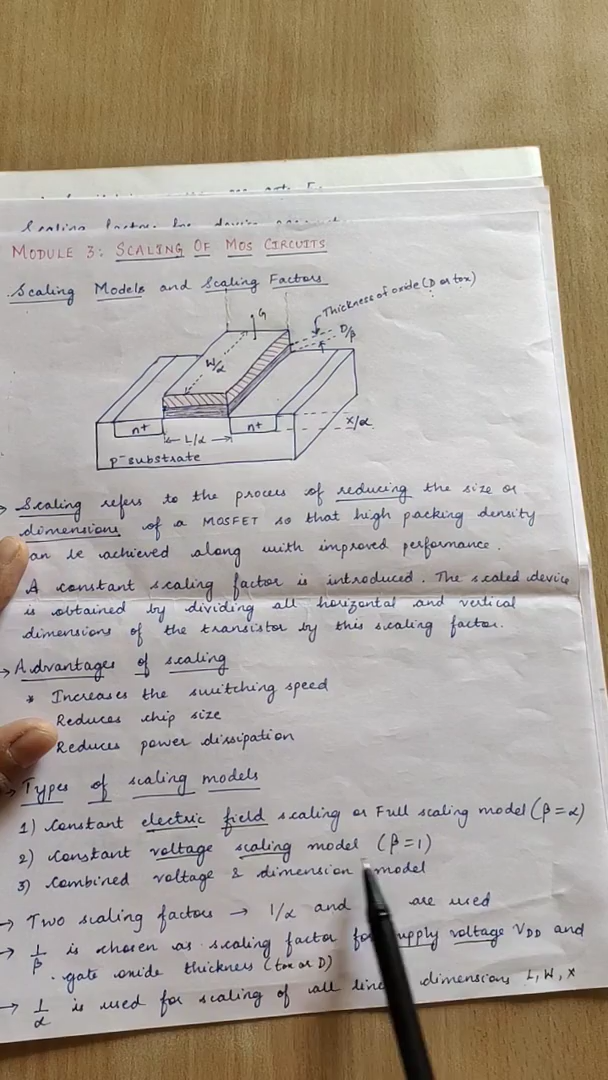 Scaling factors for device
MODULE 3: SCALING OF MOS CIRCUITS
Scaling Models and Scaling Factors
Thickness of oxide (D or tox)
G
D/β
W/α
n+
L/α
n+
X/α
p-substrate
→ Scaling refers to the process of reducing the size or
dimensions of a MOSFET so that high packing density
an be achieved along with improved performance.
A constant scaling factor is introduced. The scaled device
is obtained by dividing all horizontal and vertical
dimensions of the transistor by this scaling factor.
→ Advantages of scaling
* Increases the switching speed
Reduces chip size
Reduces power dissipation
→ Types of scaling models
1) Constant electric field scaling or Full scaling model (β=α)
2) Constant voltage scaling model (β=1)
3) Combined voltage & dimension model
→ Two scaling factors → 1/α and are used
→ 1/β is chosen as scaling factor for supply voltage VDD and
gate oxide thickness (tox or D)
→ 1/α is used for scaling of all dimensions L, W, X